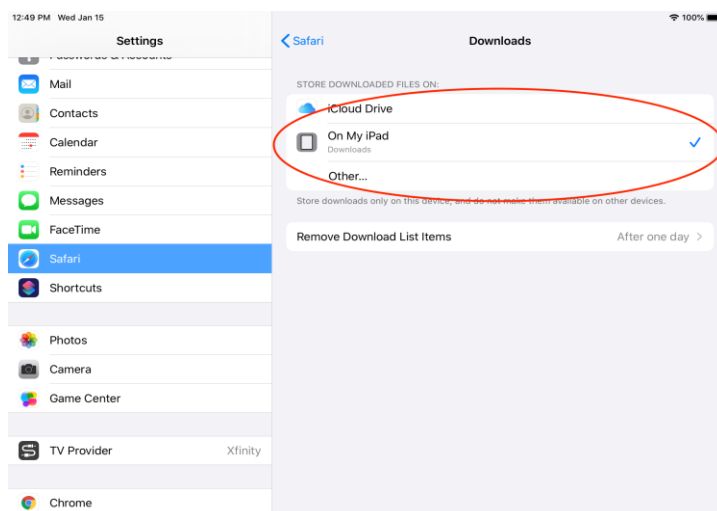 12:49 PM Wed Jan 15
100%
Settings
Mail
Contacts
Calendar
Reminders
Messages
FaceTime
Safari
Shortcuts
Photos
Camera
Game Center
TV Provider Xfinity
Chrome
Safari
Downloads
STORE DOWNLOADED FILES ON:
iCloud Drive
On My iPad
Downloads
Other...
Store downloads only on this device, and do not make them available on other devices.
Remove Download List Items After one day